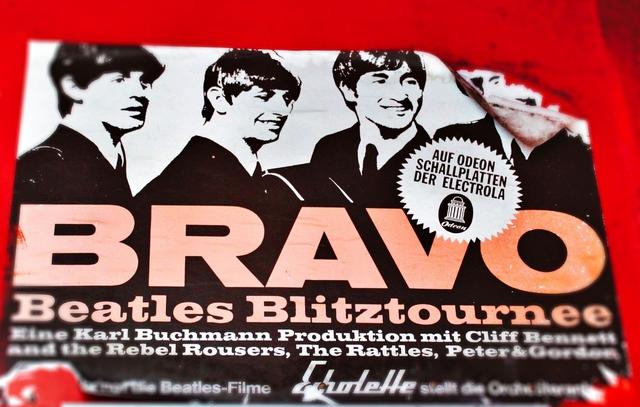 AUF ODEON
SCHALLPLATTEN
DER ELECTROLA
Odeon
BRAVO
Beatles Blitztournee
Eine Karl Buchmann Produktion mit Cliff Bennett
and the Rebel Rousers, The Rattles, Peter & Gordon
die Beatles-Filme Echolette stellt die